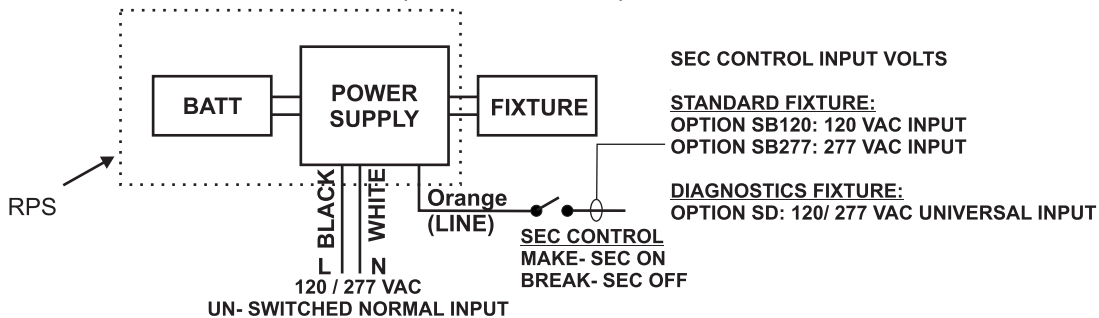 BATT
POWER
SUPPLY
FIXTURE
RPS
BLACK
WHITE
L
N
120 / 277 VAC
UN- SWITCHED NORMAL INPUT
Orange
(LINE)
SEC CONTROL
MAKE- SEC ON
BREAK- SEC OFF
SEC CONTROL INPUT VOLTS
STANDARD FIXTURE:
OPTION SB120: 120 VAC INPUT
OPTION SB277: 277 VAC INPUT
DIAGNOSTICS FIXTURE:
OPTION SD: 120/ 277 VAC UNIVERSAL INPUT